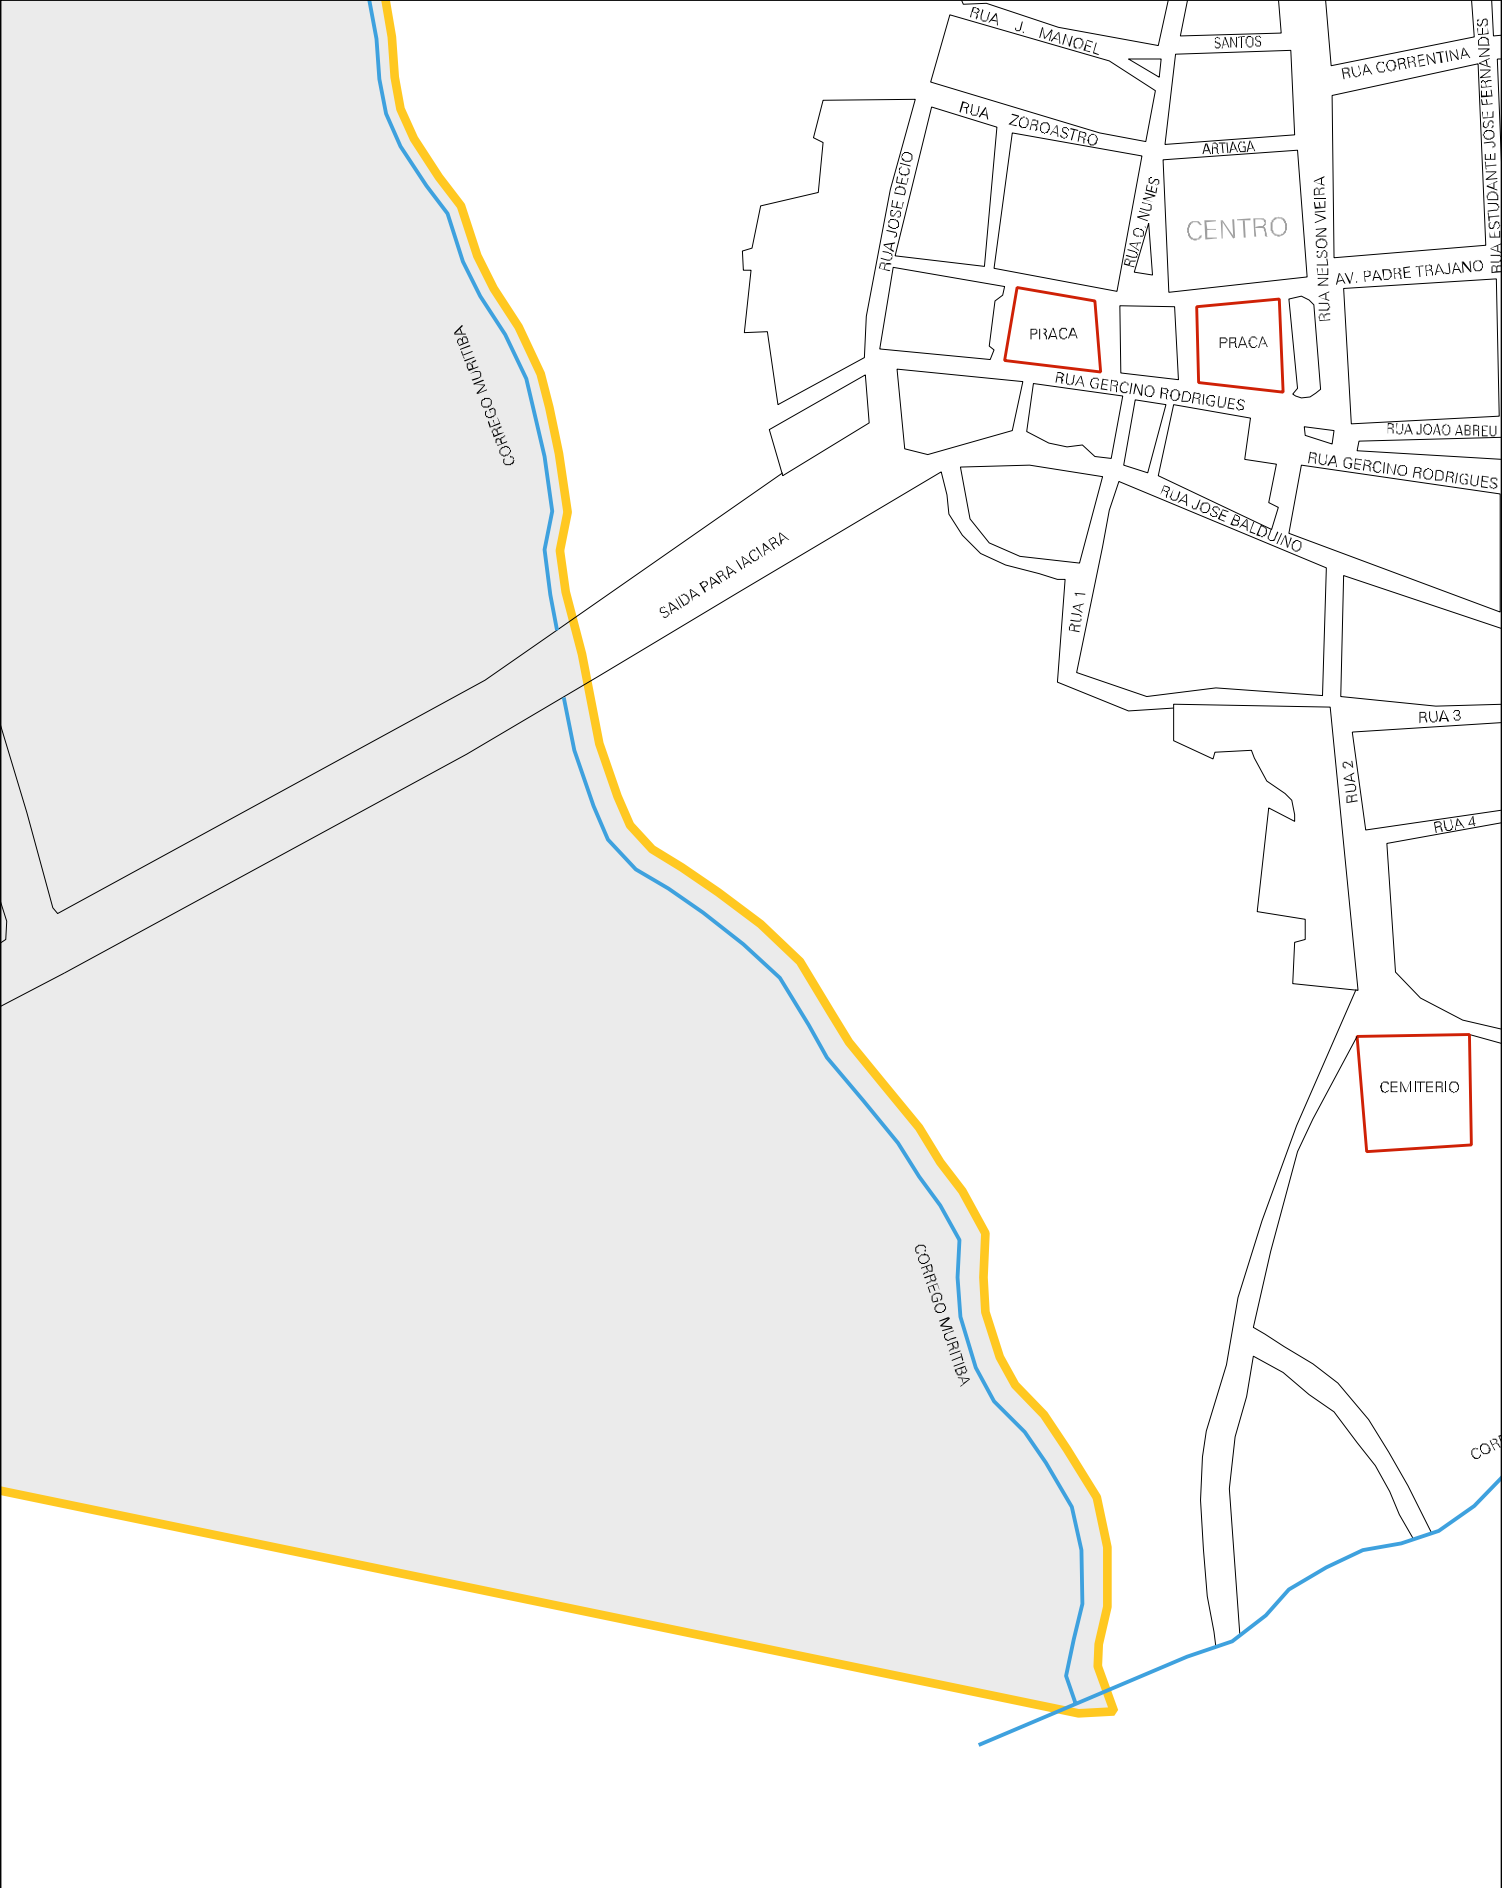 RUA J. MANOEL
SANTOS
RUA CORRENTINA
RUA ESTUDANTE JOSE FERNANDES
RUA ZOROASTRO
ARTIAGA
RUA JOSE DECIO
RUA O. NUNES
CENTRO
RUA NELSON VIEIRA
AV. PADRE TRAJANO
PRACA
PRACA
CORREGO MURITIBA
RUA GERCINO RODRIGUES
RUA JOAO ABREU
RUA GERCINO RODRIGUES
RUA JOSE BALDUINO
SAIDA PARA IACIARA
RUA 1
RUA 3
RUA 2
RUA 4
CEMITERIO
CORREGO MURITIBA